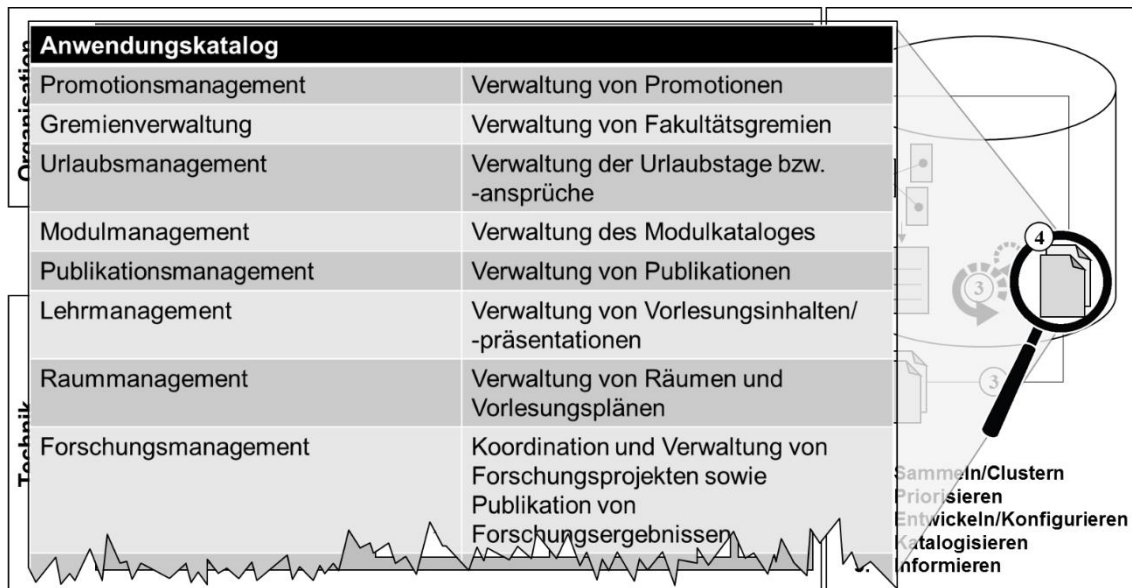 Organisation
Anwendungskatalog
Promotionsmanagement Verwaltung von Promotionen
Gremienverwaltung Verwaltung von Fakultätsgremien
Urlaubsmanagement Verwaltung der Urlaubstage bzw.
-ansprüche
Modulmanagement Verwaltung des Modulkataloges
Publikationsmanagement Verwaltung von Publikationen
Lehrmanagement Verwaltung von Vorlesungsinhalten/
-präsentationen
Raummanagement Verwaltung von Räumen und
Vorlesungsplänen
Forschungsmanagement Koordination und Verwaltung von
Forschungsprojekten sowie
Publikation von
Forschungsergebnissen
Technik
4
3
3
Sammeln/Clustern
Priorisieren
Entwickeln/Konfigurieren
Katalogisieren
Informieren